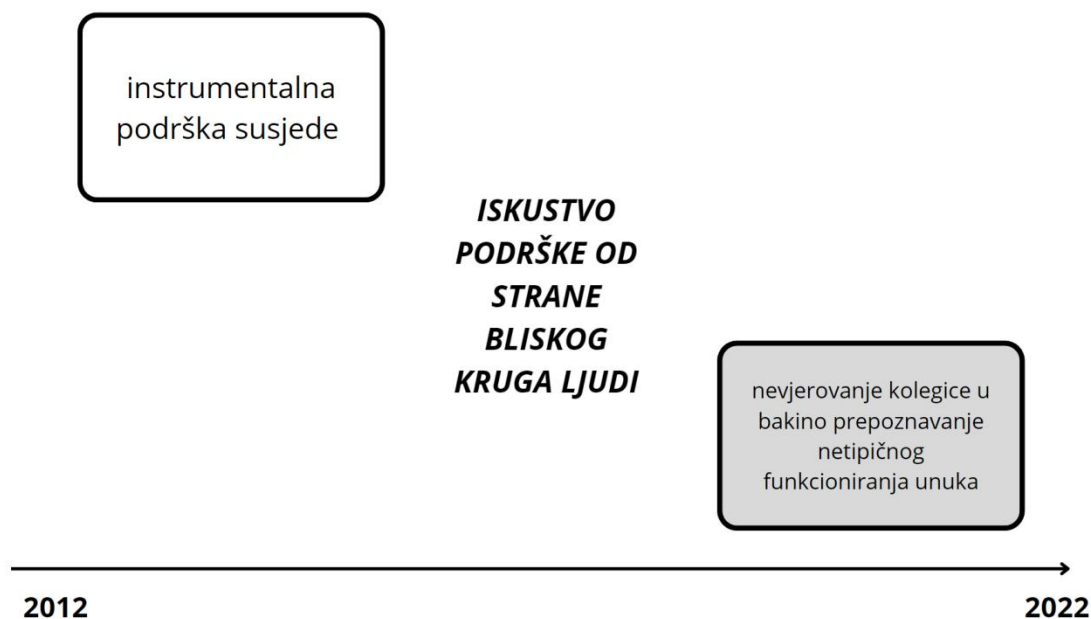 instrumentalna
podrška susjede
ISKUSTVO
PODRŠKE OD
STRANE
BLISKOG
KRUGA LJUDI
nevjerovanje kolegice u
bakino prepoznavanje
netipičnog
funkcioniranja unuka
2012
2022